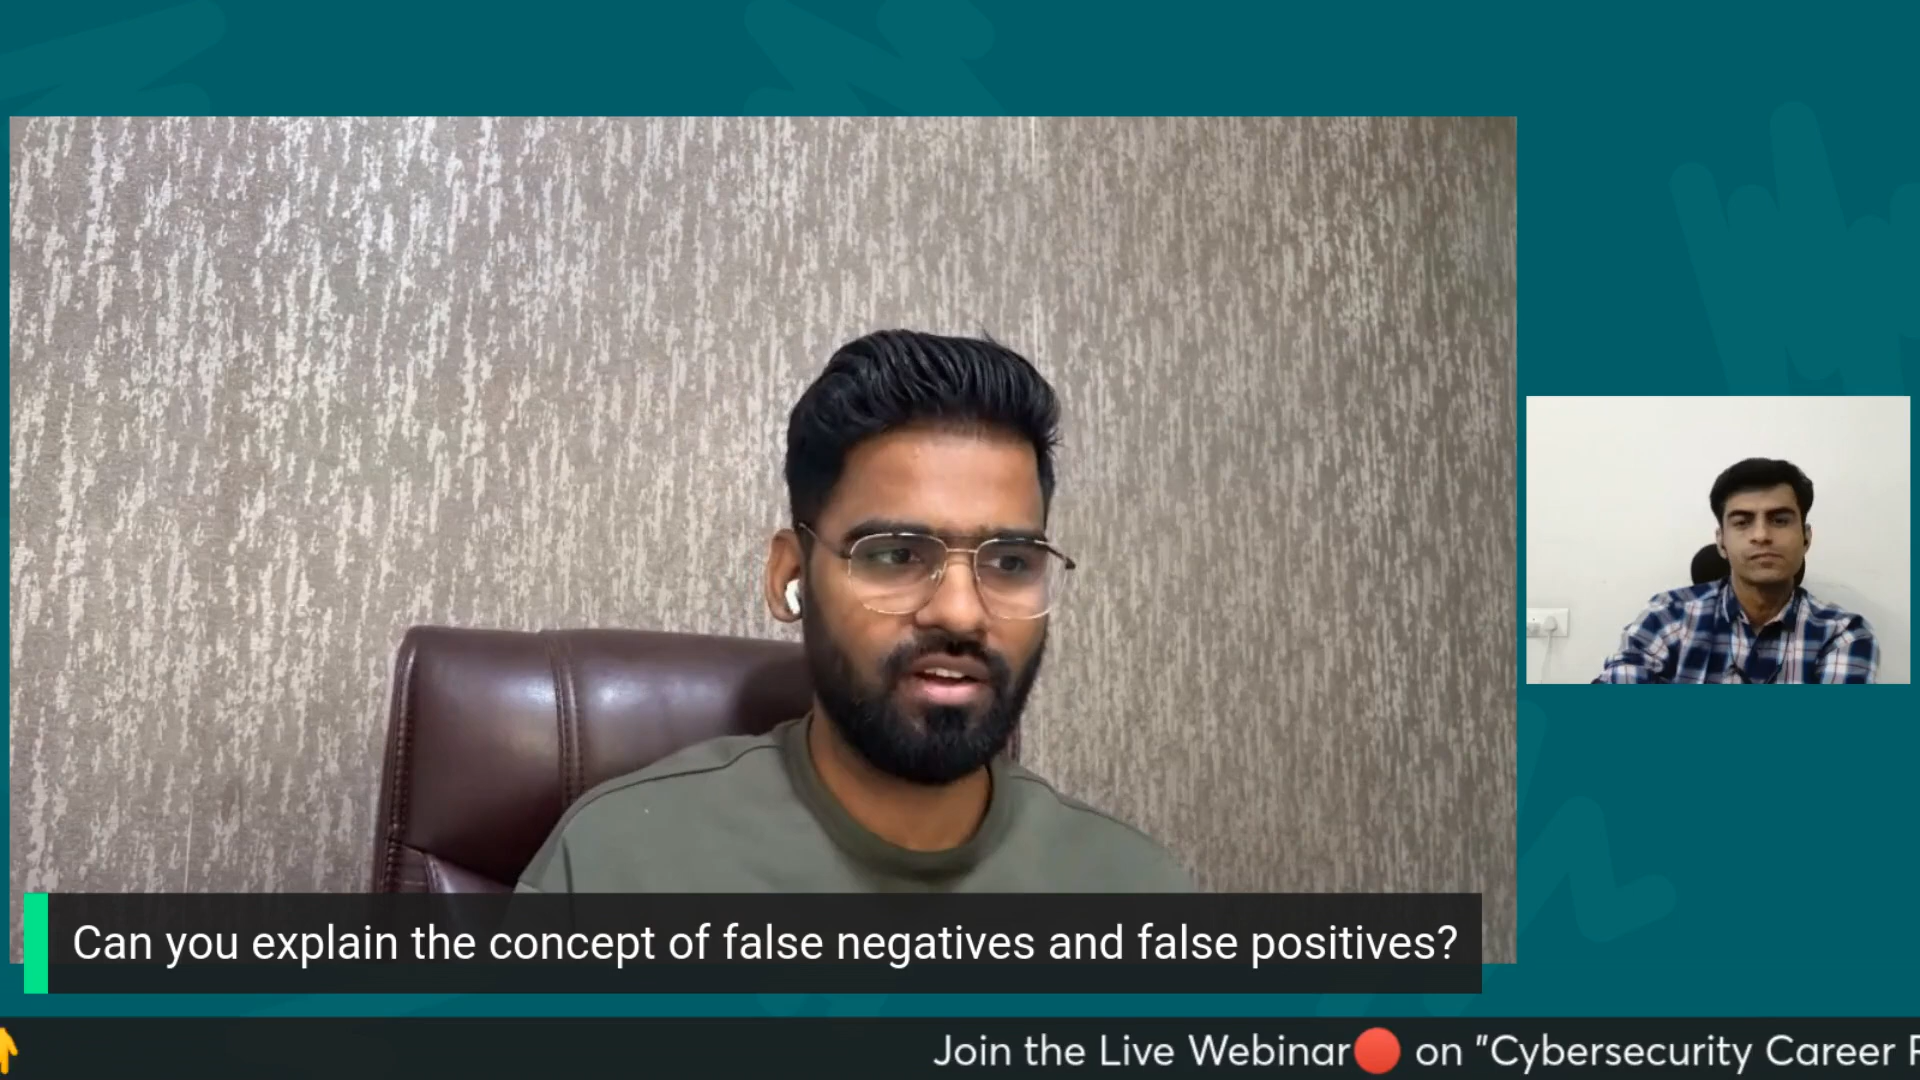 Can you explain the concept of false negatives and false positives?
Join the Live Webinar🔴 on "Cybersecurity Career